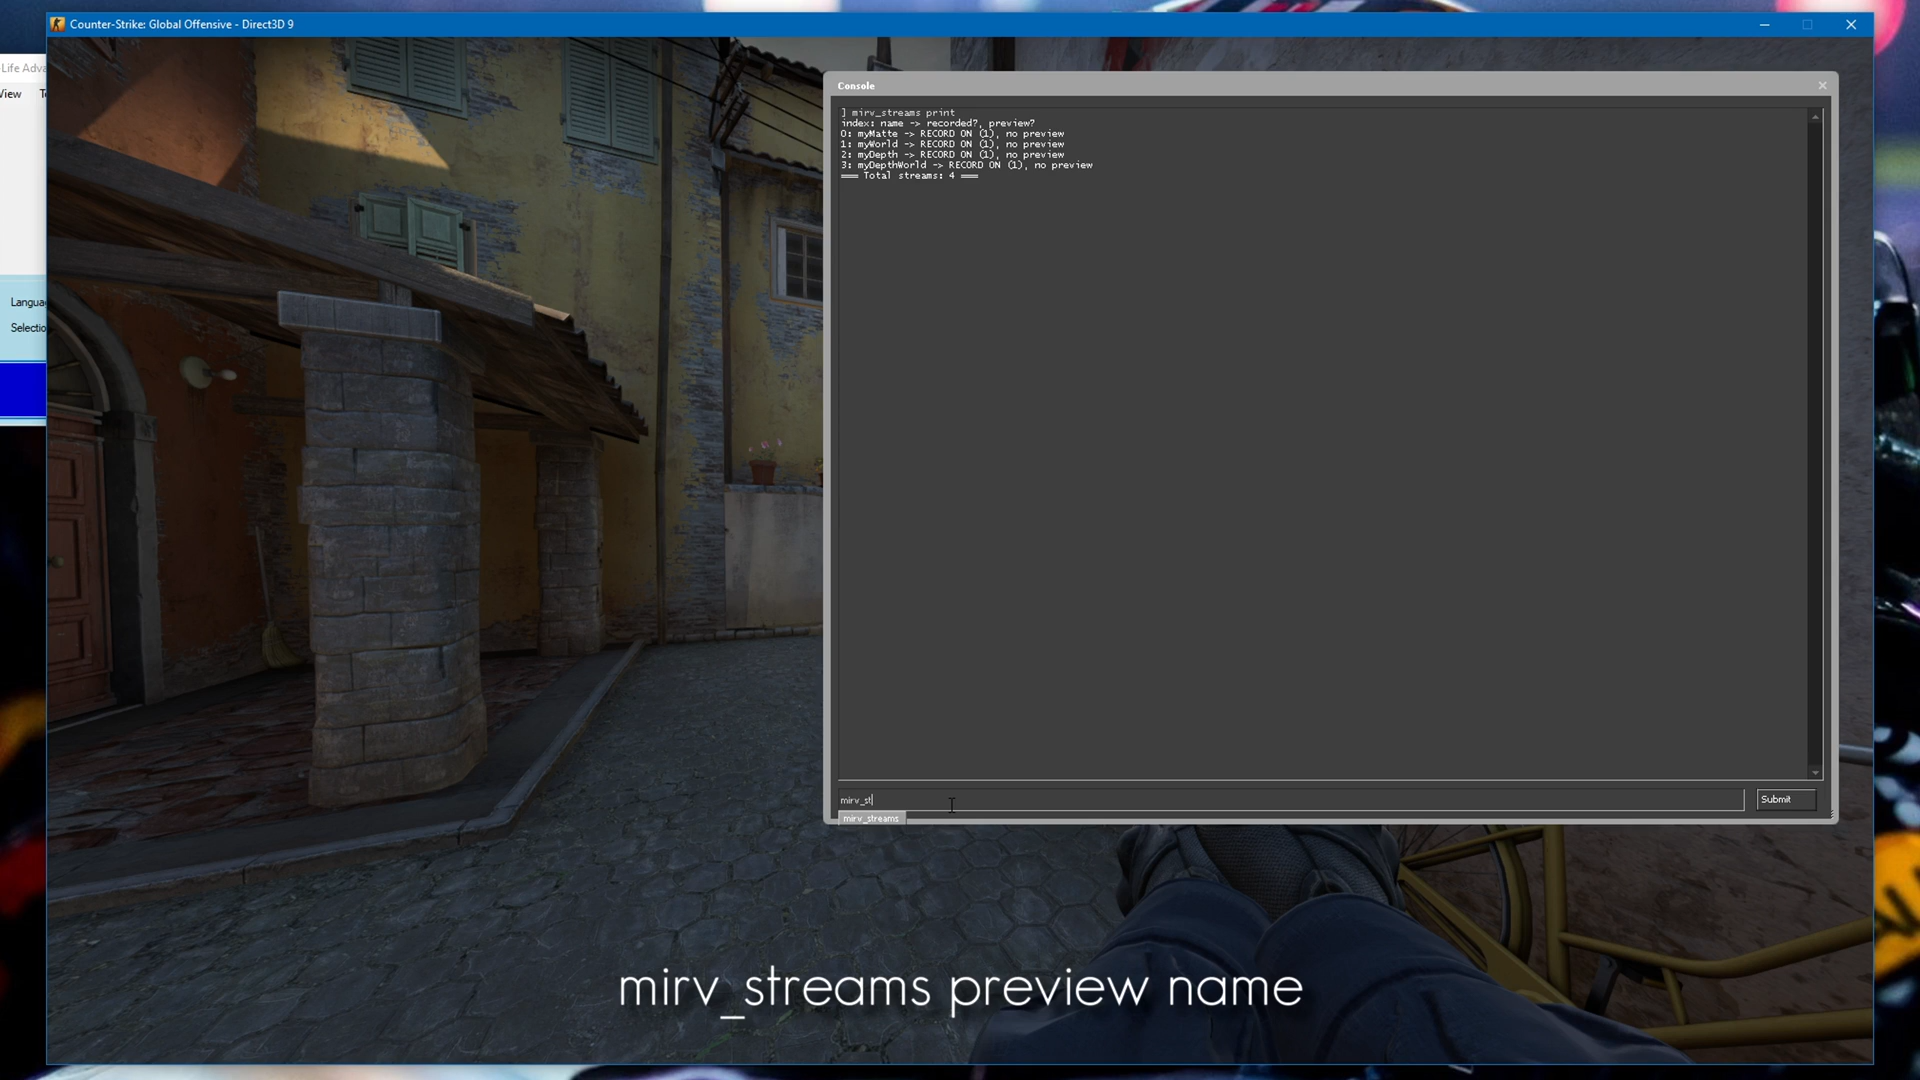 Counter-Strike: Global Offensive - Direct3D 9
-Life Adva
View
Console
] mirv_streams print
index: name -> recorded?, preview?
0: myMatte -> RECORD ON (1), no preview
1: myWorld -> RECORD ON (1), no preview
2: myDepth -> RECORD ON (1), no preview
3: myDepthWorld -> RECORD ON (1), no preview
=== Total streams: 4 ===
Langua
Selectio
mirv_st
Submit
mirv_streams
mirv_streams preview name